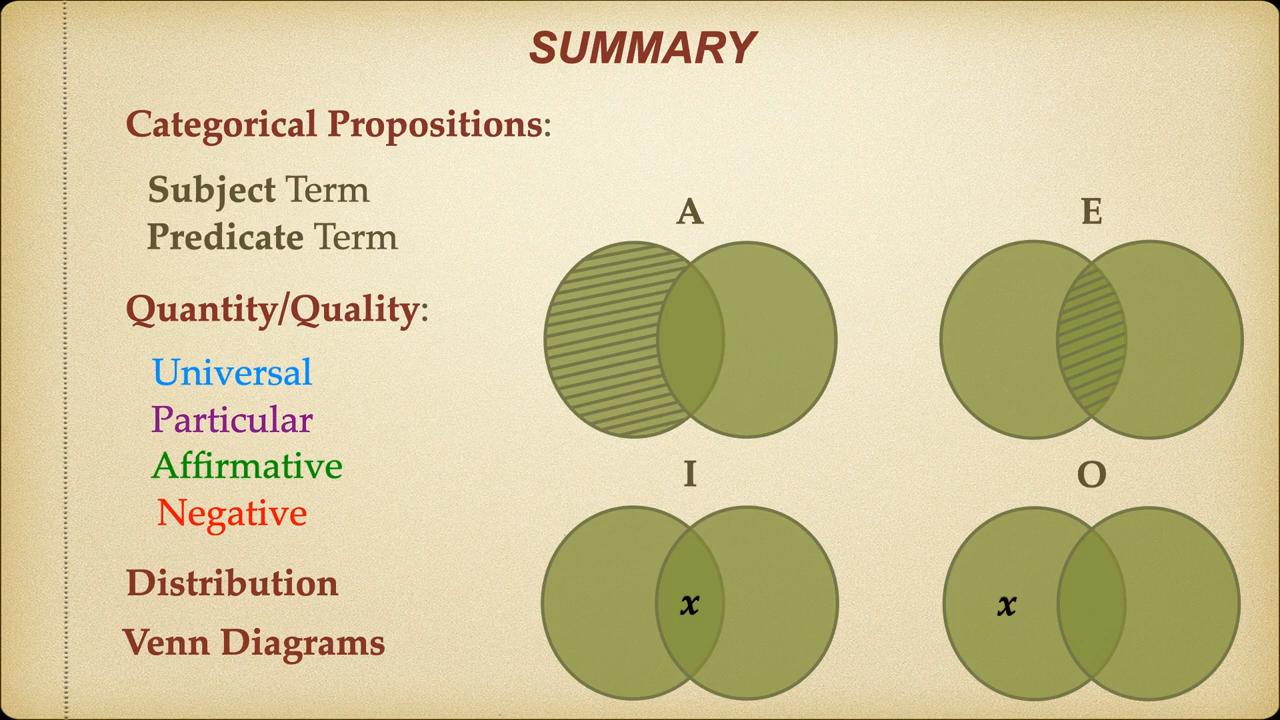 SUMMARY
Categorical Propositions:
Subject Term
Predicate Term
Quantity/Quality:
Universal
Particular
Affirmative
Negative
Distribution
Venn Diagrams
A
E
I
O
x
x